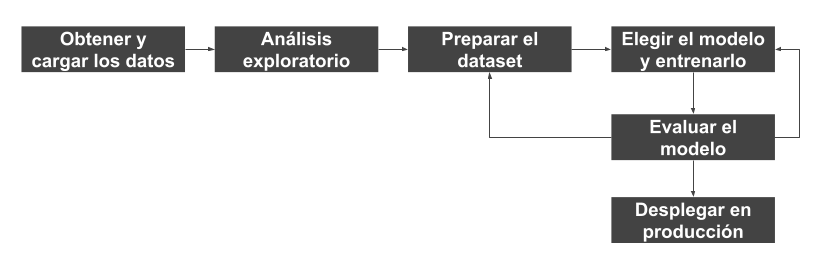 Obtener y
cargar los datos
Análisis
exploratorio
Preparar el
dataset
Elegir el modelo
y entrenarlo
Evaluar el
modelo
Desplegar en
producción